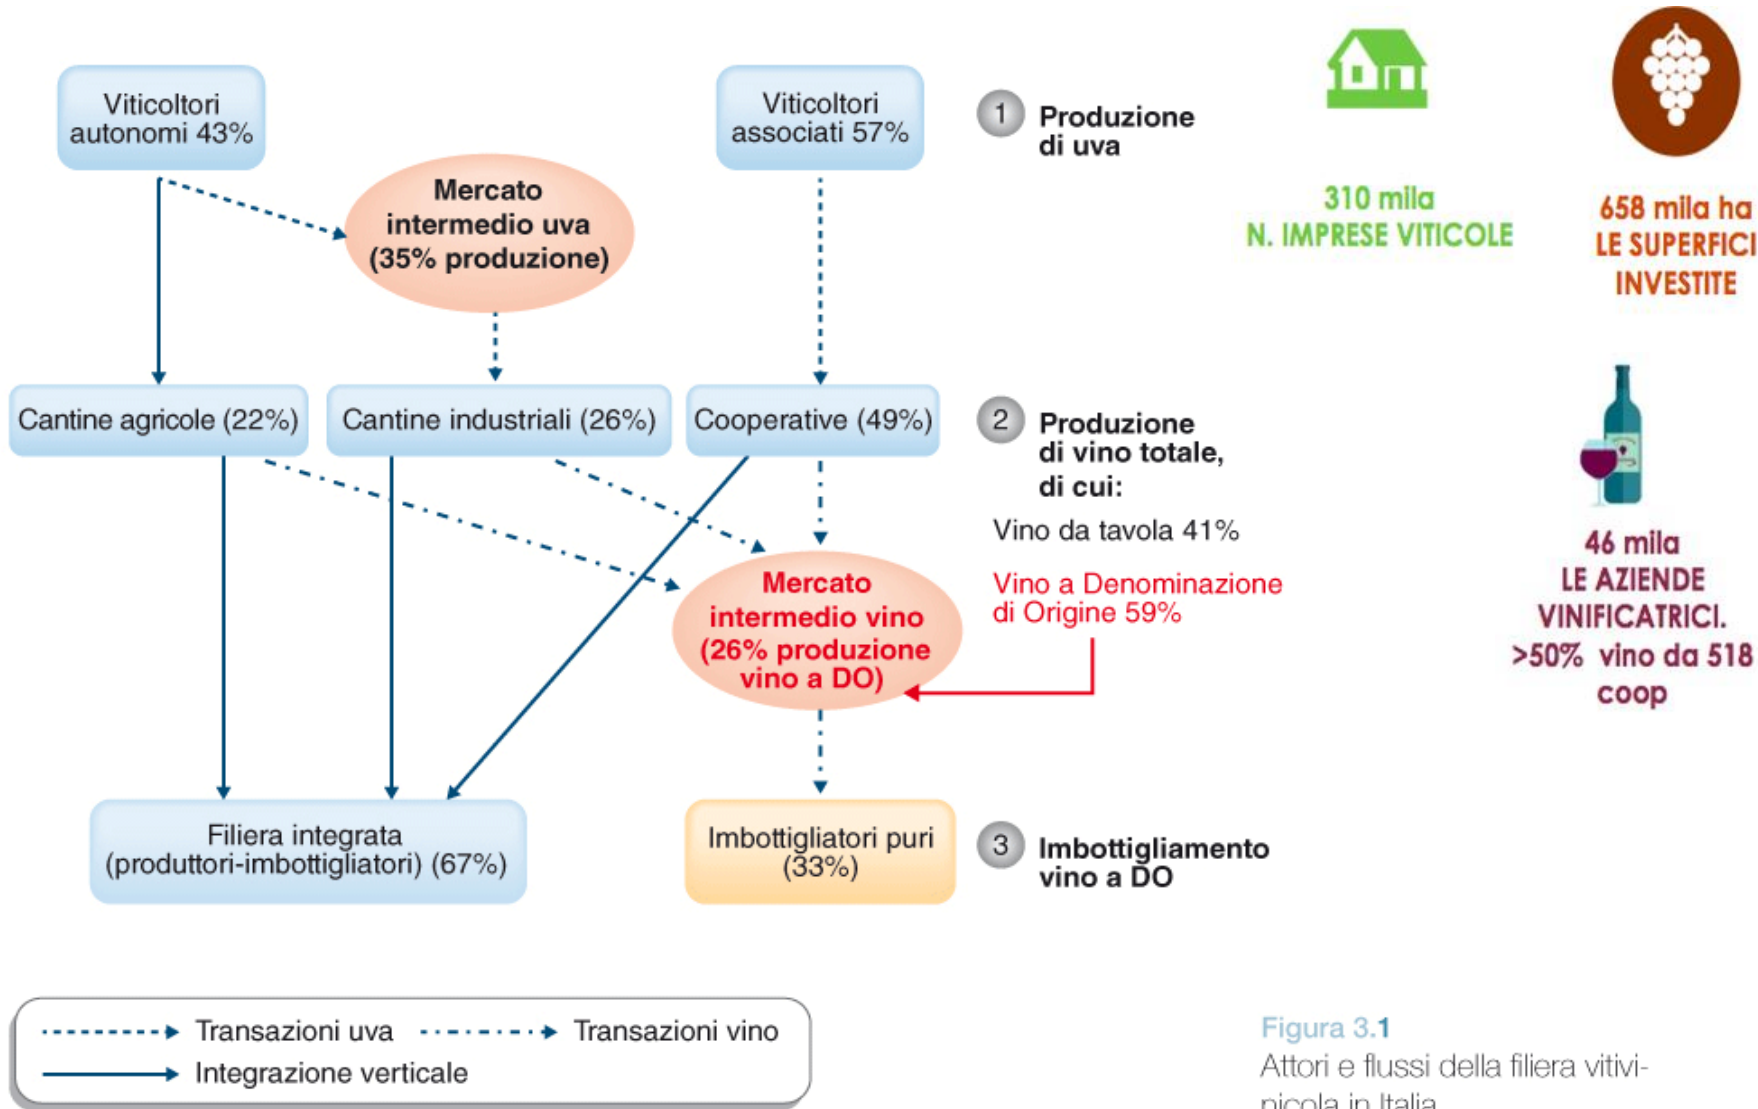 Viticoltori
autonomi 43%
Viticoltori
associati 57%
1 Produzione
di uva
Mercato
intermedio uva
(35% produzione)
310 mila
N. IMPRESE VITICOLE
658 mila ha
LE SUPERFICI
INVESTITE
Cantine agricole (22%)
Cantine industriali (26%)
Cooperative (49%)
2 Produzione
di vino totale,
di cui:
Vino da tavola 41%
Vino a Denominazione
di Origine 59%
46 mila
LE AZIENDE
VINIFICATRICI.
>50% vino da 518
coop
Mercato
intermedio vino
(26% produzione
vino a DO)
Filiera integrata
(produttori-imbottigliatori) (67%)
Imbottigliatori puri
(33%)
3 Imbottigliamento
vino a DO
Transazioni uva
Transazioni vino
Integrazione verticale
Figura 3.1
Attori e flussi della filiera vitivi-
nicola in Italia